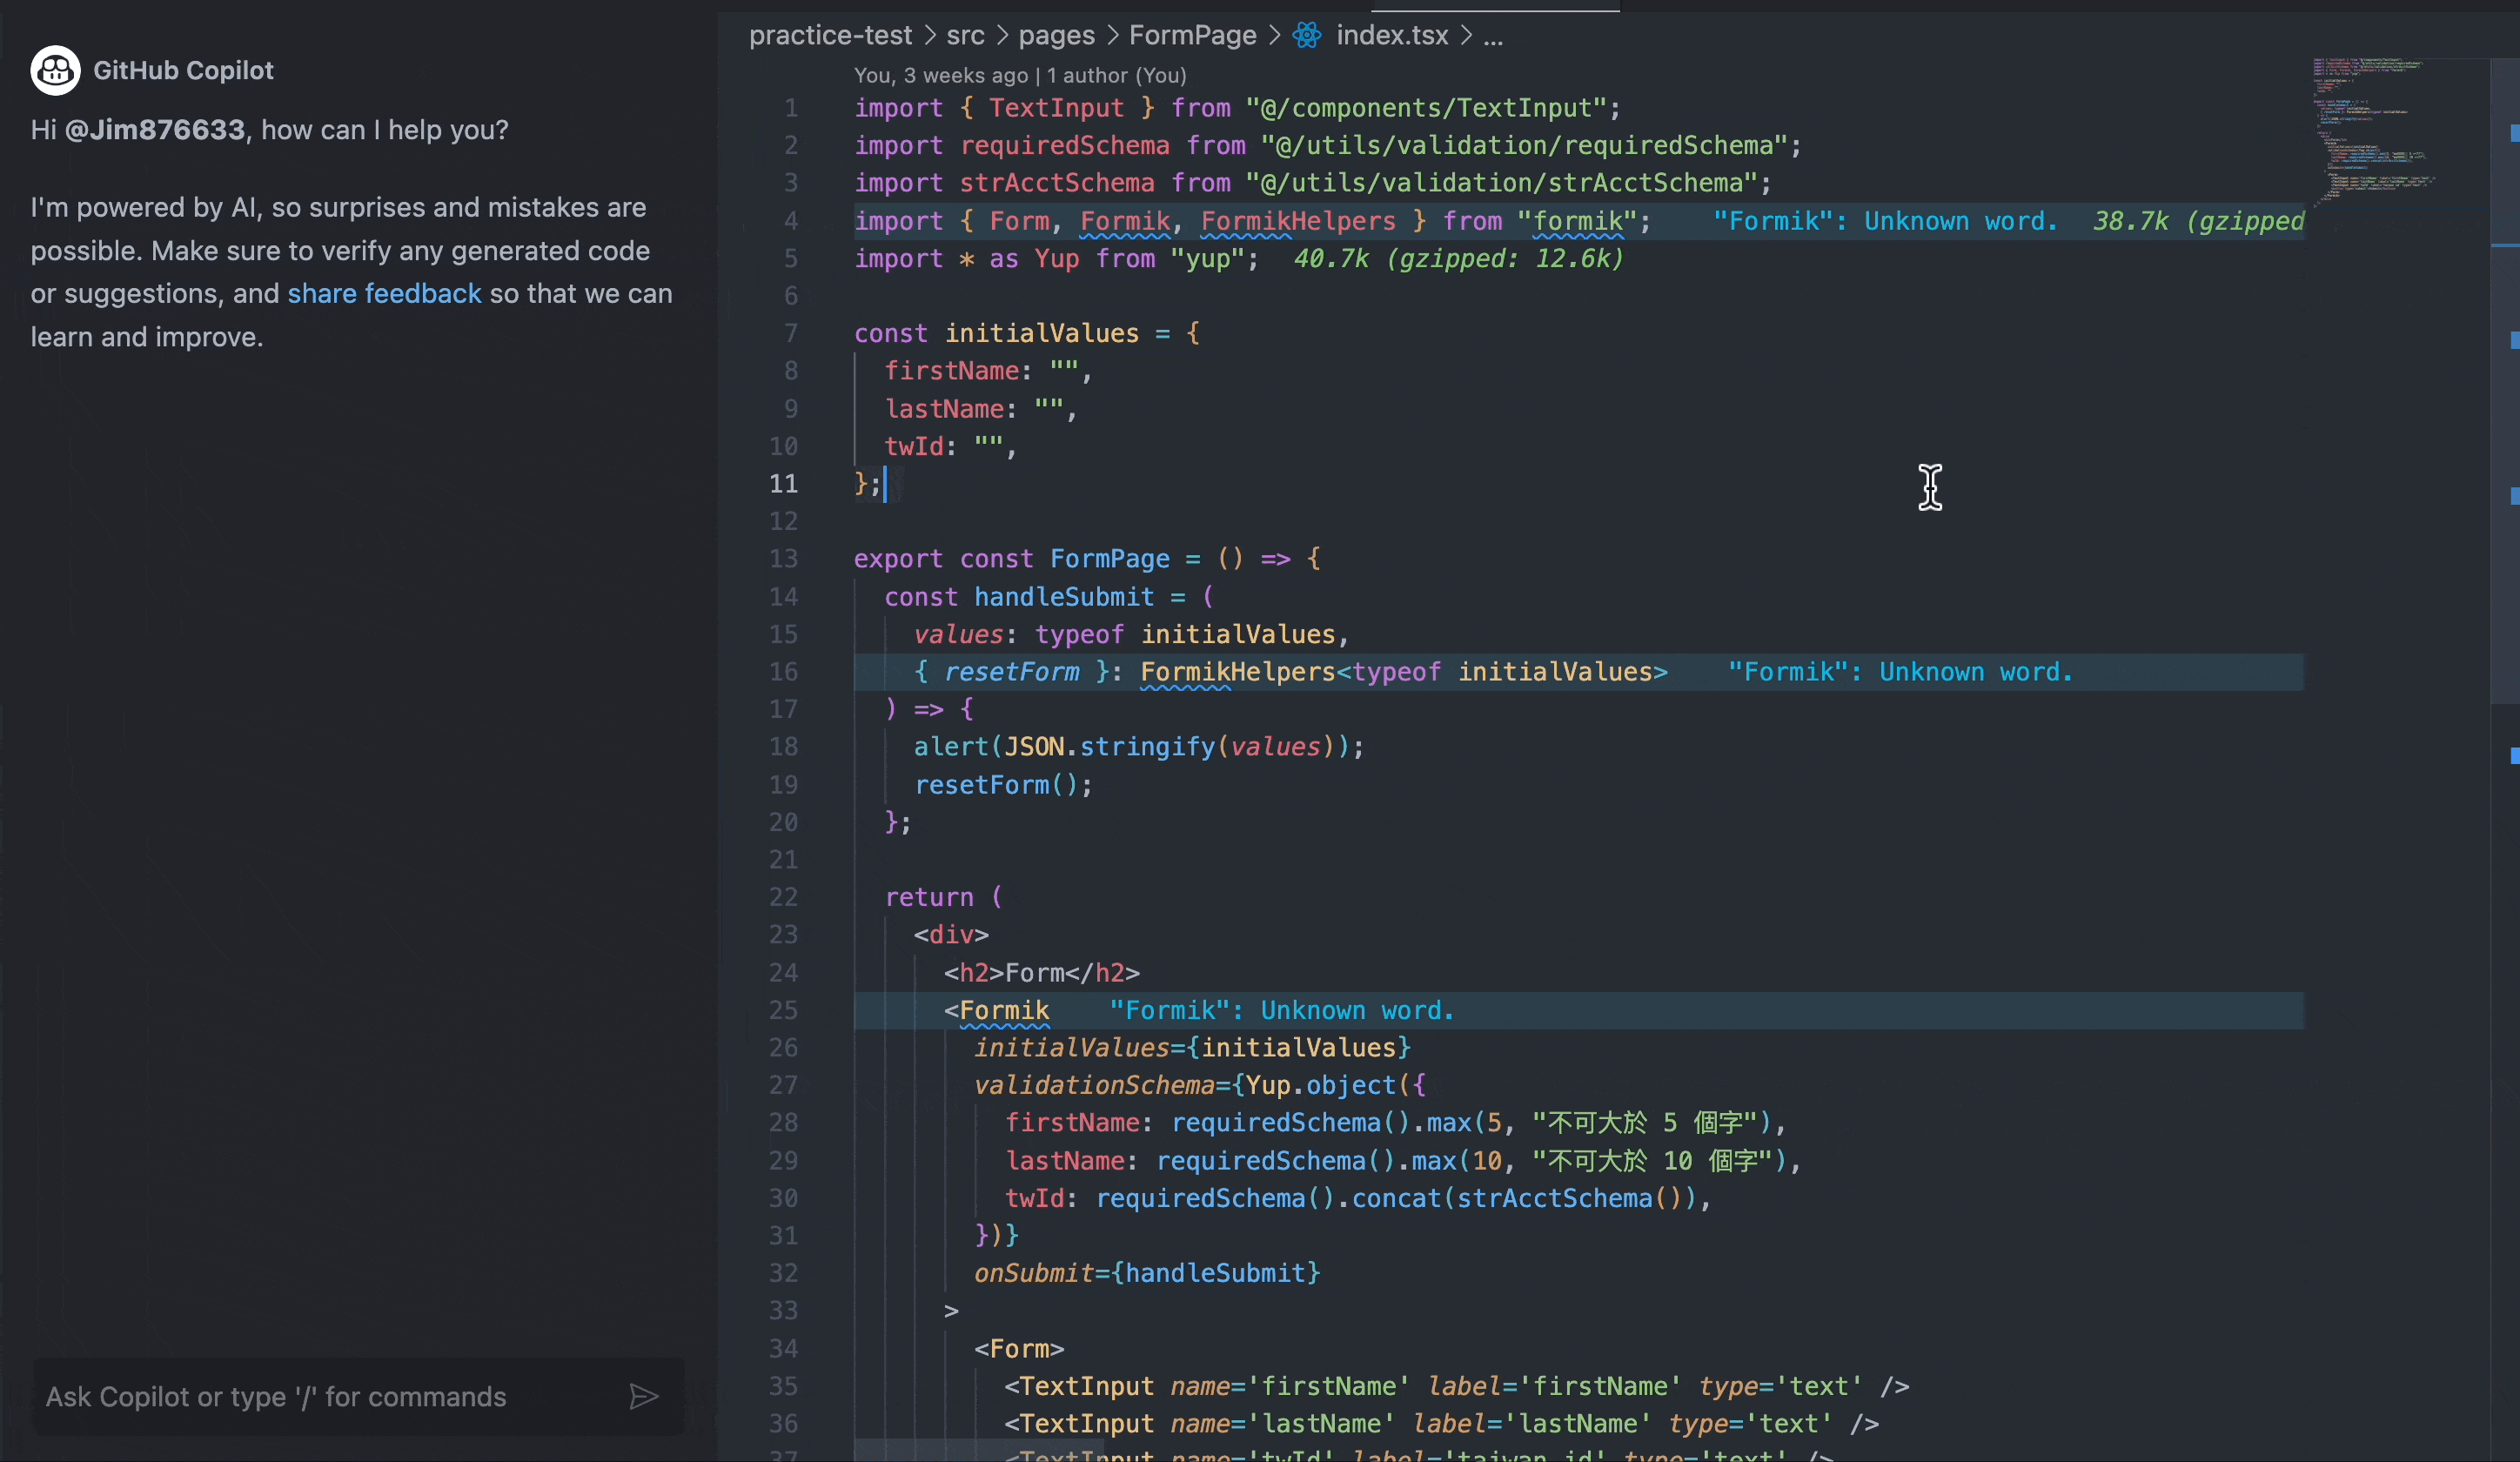 GitHub Copilot
Hi @Jim876633, how can I help you?
I'm powered by AI, so surprises and mistakes are
possible. Make sure to verify any generated code
or suggestions, and share feedback so that we can
learn and improve.
Ask Copilot or type '/' for commands
practice-test > src > pages > FormPage > index.tsx > ...
You, 3 weeks ago | 1 author (You)
1 import { TextInput } from "@/components/TextInput";
2 import requiredSchema from "@/utils/validation/requiredSchema";
3 import strAcctSchema from "@/utils/validation/strAcctSchema";
4 import { Form, Formik, FormikHelpers } from "formik"; "Formik": Unknown word. 38.7k (gzipped
5 import * as Yup from "yup"; 40.7k (gzipped: 12.6k)
6
7 const initialValues = {
8 firstName: "",
9 lastName: "",
10 twId: "",
11 };
12
13 export const FormPage = () => {
14 const handleSubmit = (
15 values: typeof initialValues,
16 { resetForm }: FormikHelpers<typeof initialValues> "Formik": Unknown word.
17 ) => {
18 alert(JSON.stringify(values));
19 resetForm();
20 };
21
22 return (
23 <div>
24 <h2>Form</h2>
25 <Formik "Formik": Unknown word.
26 initialValues={initialValues}
27 validationSchema={Yup.object({
28 firstName: requiredSchema().max(5, "不可大於 5 個字"),
29 lastName: requiredSchema().max(10, "不可大於 10 個字"),
30 twId: requiredSchema().concat(strAcctSchema()),
31 })}
32 onSubmit={handleSubmit}
33 >
34 <Form>
35 <TextInput name='firstName' label='firstName' type='text' />
36 <TextInput name='lastName' label='lastName' type='text' />
37 <TextInput name='twId' label='taiwan id' type='text' />